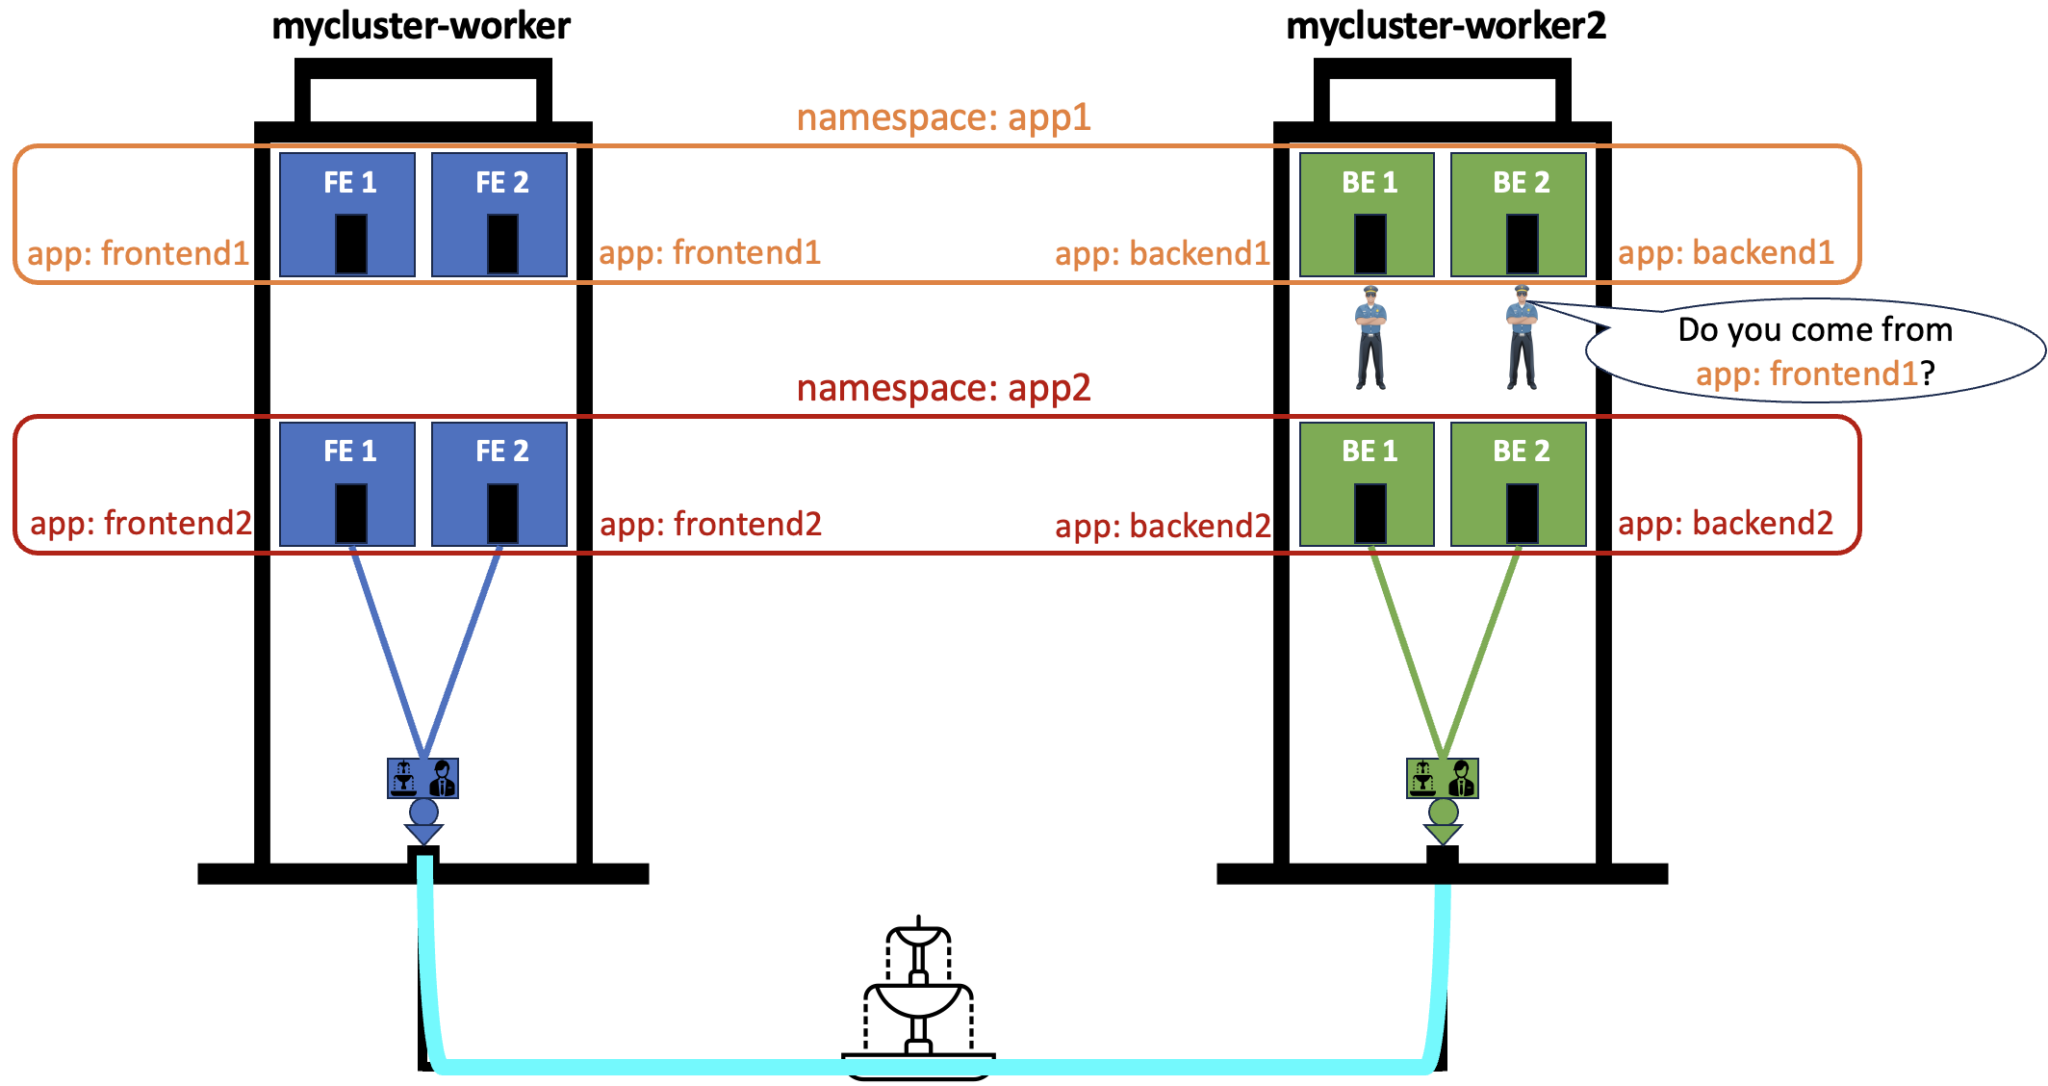 mycluster-worker
mycluster-worker2
namespace: app1
FE 1
FE 2
BE 1
BE 2
app: frontend1
app: frontend1
app: backend1
app: backend1
Do you come from
app: frontend1?
namespace: app2
FE 1
FE 2
BE 1
BE 2
app: frontend2
app: frontend2
app: backend2
app: backend2